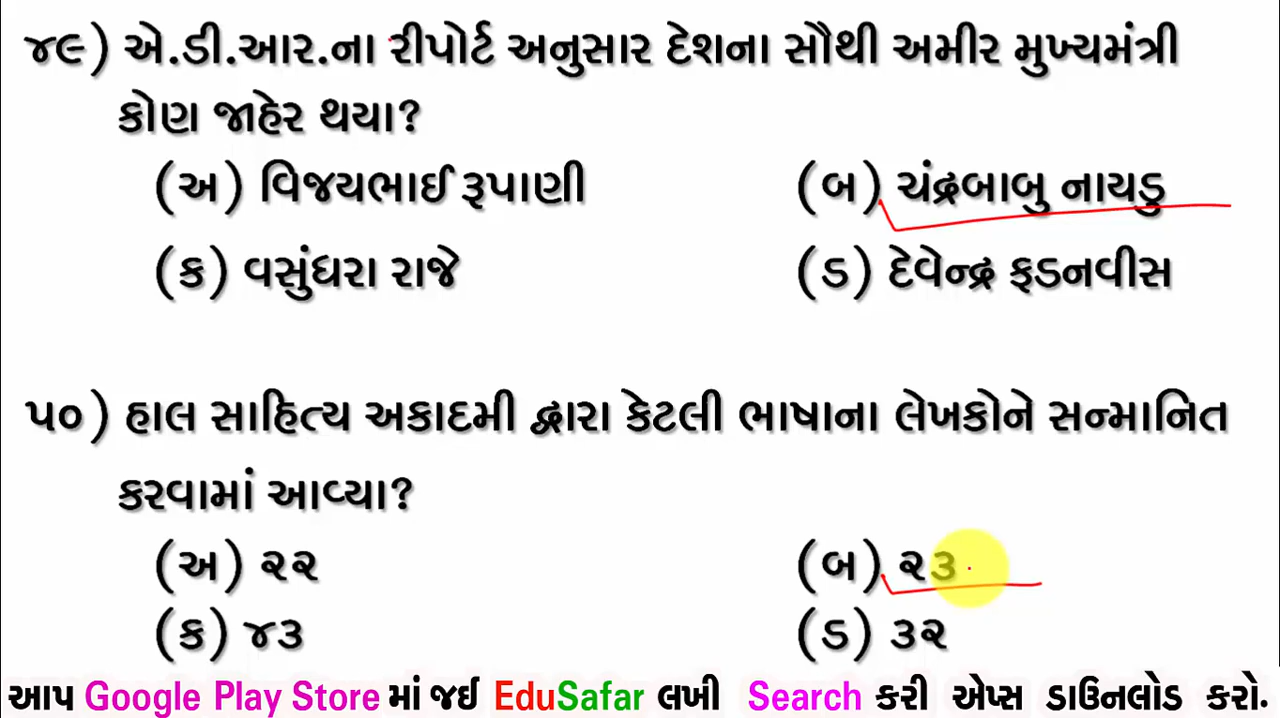 ૪૯) એ.ડી.આર.ના રીપોર્ટ અનુસાર દેશના સૌથી અમીર મુખ્યમંત્રી
કોણ જાહેર થયા?
(અ) વિજયભાઈ રૂપાણી (બ) ચંદ્રબાબુ નાયડુ
(ક) વસુંધરા રાજે (ડ) દેવેન્દ્ર ફડનવીસ
૫૦) હાલ સાહિત્ય અકાદમી દ્વારા કેટલી ભાષાના લેખકોને સન્માનિત
કરવામાં આવ્યા?
(અ) ૨૨ (બ) ૨૩
(ક) ૪૩ (ડ) ૩૨
આપ Google Play Store માં જઈ EduSafar લખી Search કરી એપ્સ ડાઉનલોડ કરો.